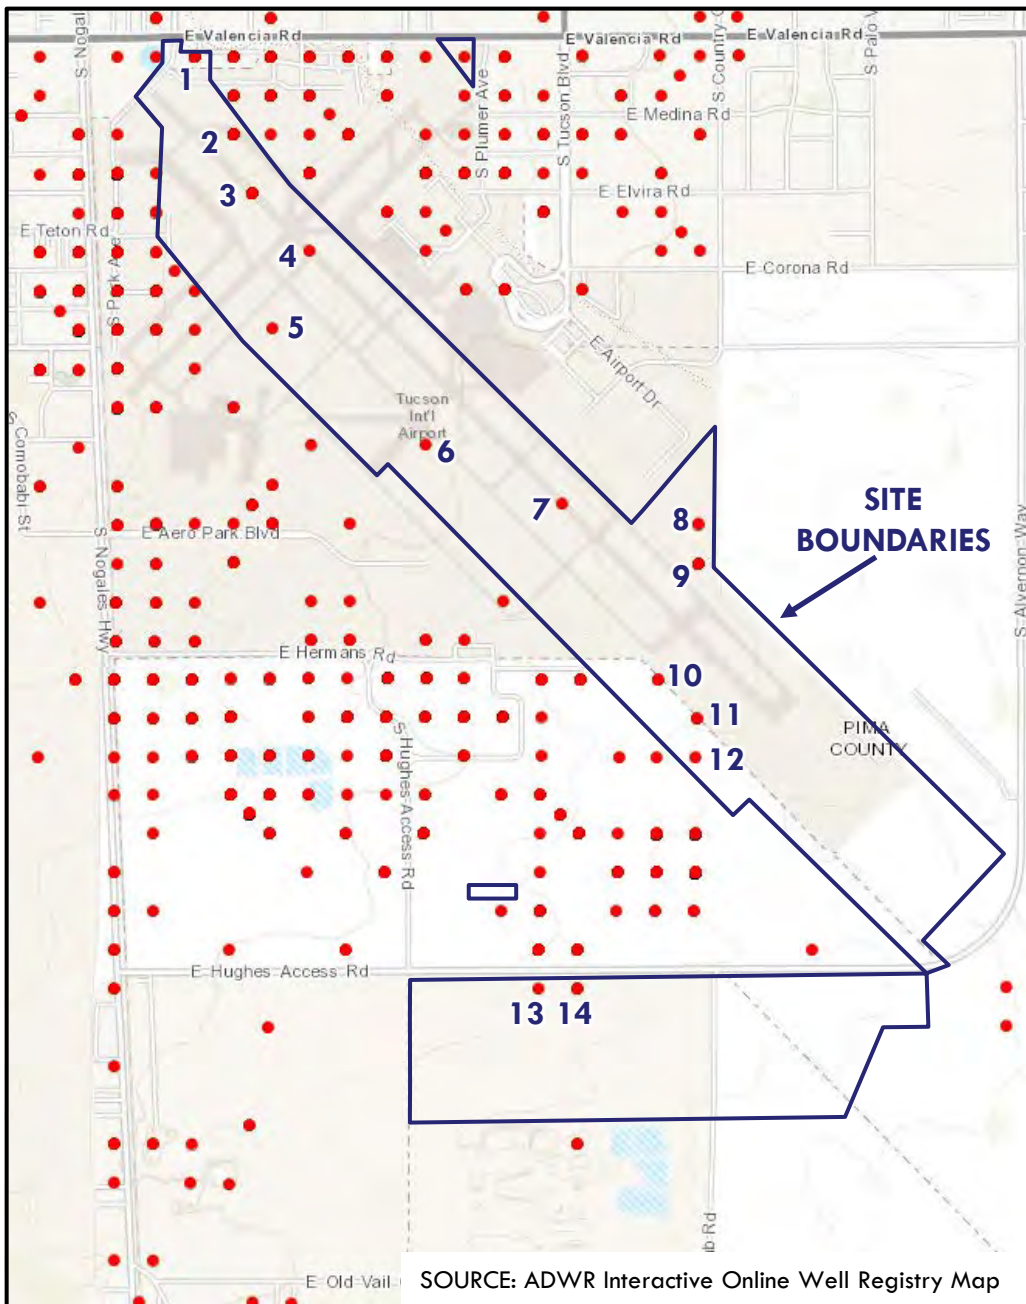 E Valencia Rd
E Valencia Rd
E Valencia Rd
S Nogal
S Country C
S Palo V
1
S Plumer Ave
S Tucson Blvd
E Medina Rd
2
3
E Elvira Rd
E Teton Rd
S Park Ave
4
E Corona Rd
5
E Airport Dr
Tucson
Int'l
Airport
6
S Comobabi St
7
8
SITE
BOUNDARIES
E Aero Park Blvd
S Nogales Hwy
9
S Alvernon Way
E Hermans Rd
10
11
S Hughes Access Rd
PIMA
COUNTY
12
E Hughes Access Rd
13 14
ub Rd
E Old Vail
SOURCE: ADWR Interactive Online Well Registry Map